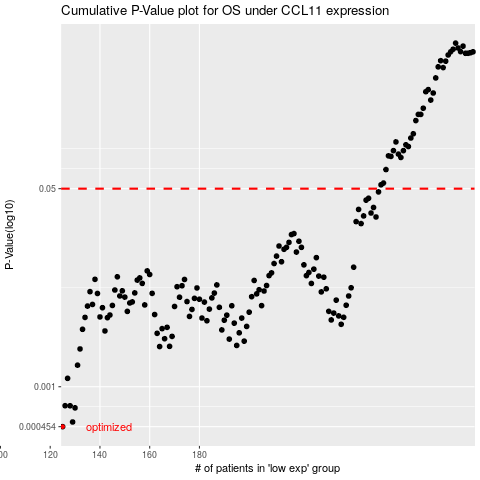 Cumulative P-Value plot for OS under CCL11 expression
P-Value(log10)
0.05
0.001
0.000454
optimized
00 120 140 160 180
# of patients in 'low exp' group